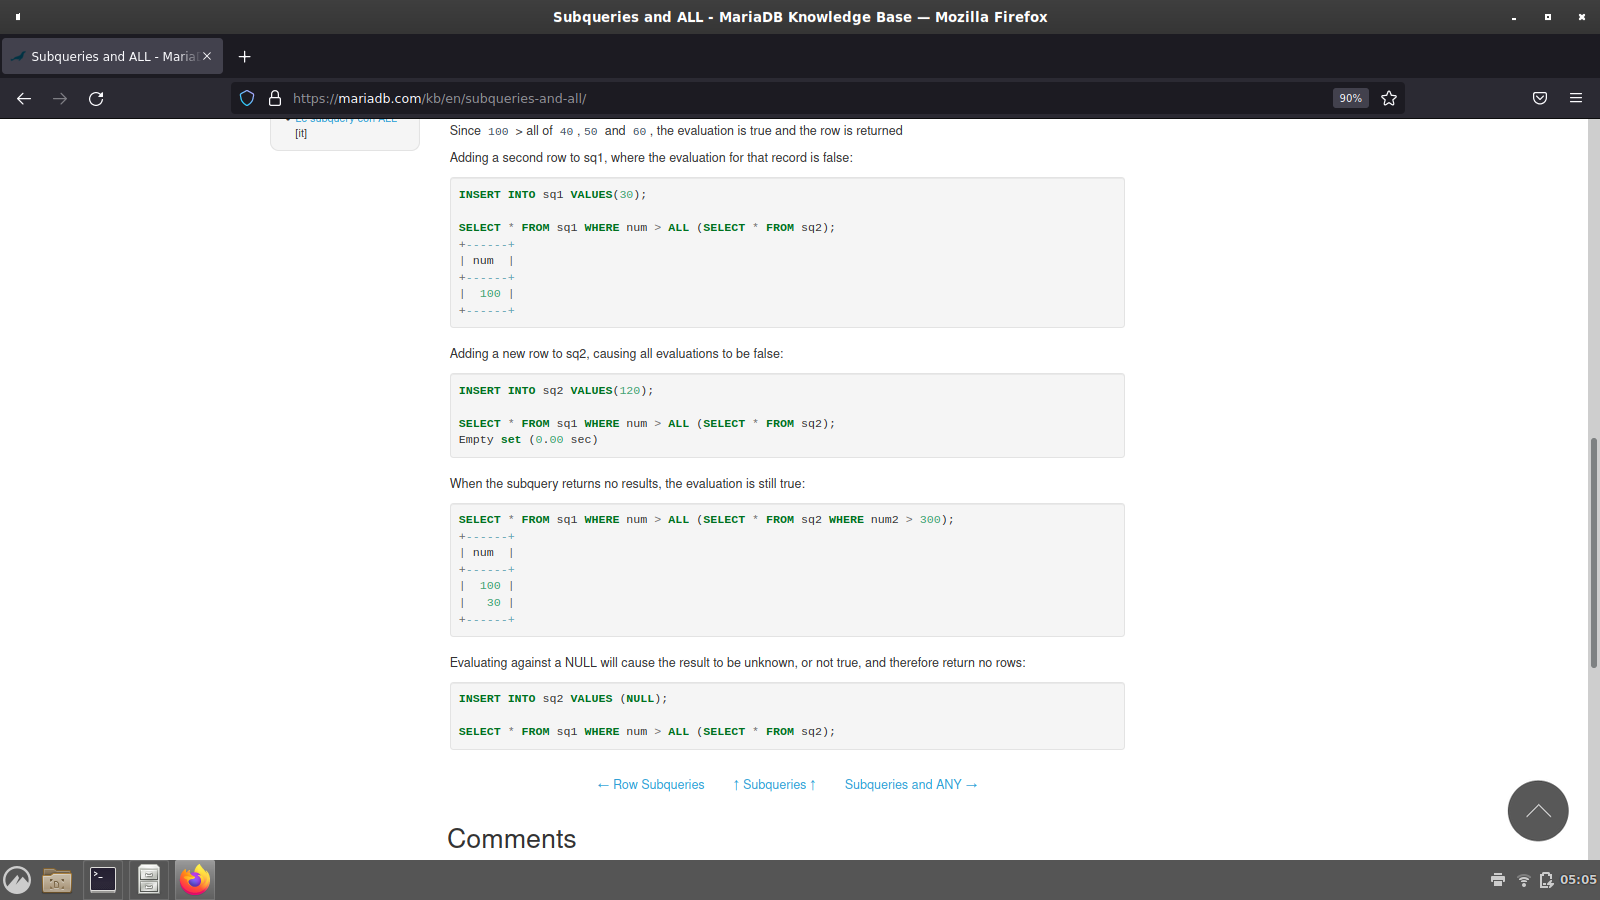 Subqueries and ALL - MariaDB Knowledge Base — Mozilla Firefox
Subqueries and ALL - Maria
https://mariadb.com/kb/en/subqueries-and-all/
90%
Le subquery con ALL
[it]
Since 100 > all of 40 , 50 and 60 , the evaluation is true and the row is returned
Adding a second row to sq1, where the evaluation for that record is false:
INSERT INTO sq1 VALUES(30);
SELECT * FROM sq1 WHERE num > ALL (SELECT * FROM sq2);
+------+
| num  |
+------+
|  100 |
+------+
Adding a new row to sq2, causing all evaluations to be false:
INSERT INTO sq2 VALUES(120);
SELECT * FROM sq1 WHERE num > ALL (SELECT * FROM sq2);
Empty set (0.00 sec)
When the subquery returns no results, the evaluation is still true:
SELECT * FROM sq1 WHERE num > ALL (SELECT * FROM sq2 WHERE num2 > 300);
+------+
| num  |
+------+
|  100 |
|   30 |
+------+
Evaluating against a NULL will cause the result to be unknown, or not true, and therefore return no rows:
INSERT INTO sq2 VALUES (NULL);
SELECT * FROM sq1 WHERE num > ALL (SELECT * FROM sq2);
← Row Subqueries ↑ Subqueries ↑ Subqueries and ANY →
Comments
05:05